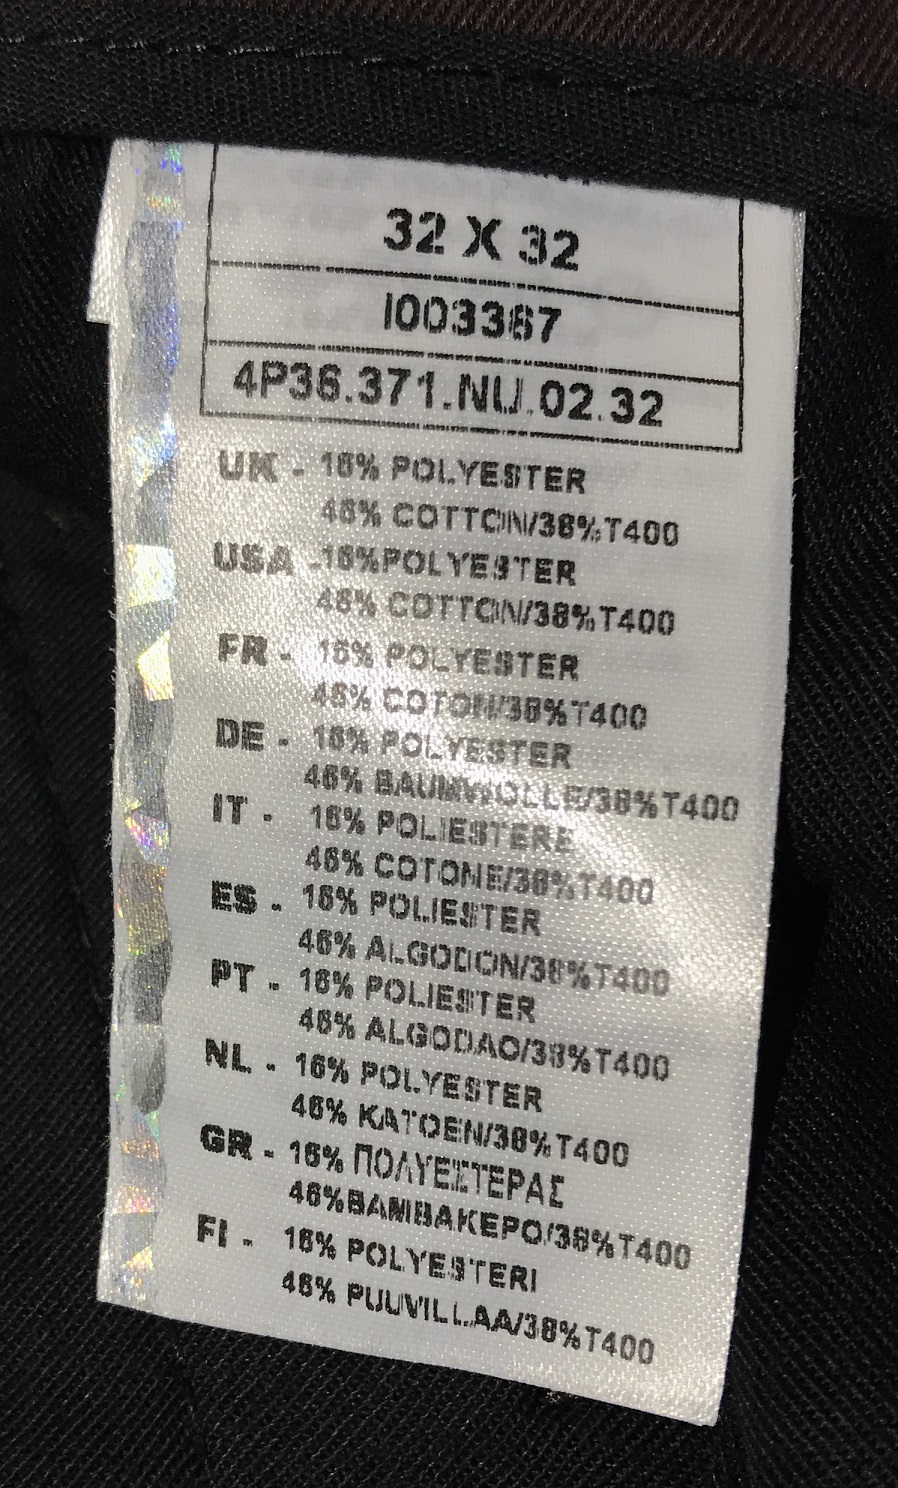 32 X 32
I003367
4P36.371.NU.02.32
UK - 16% POLYESTER
46% COTTON/38%T400
USA -16%POLYESTER
46% COTTON/38%T400
FR - 16% POLYESTER
46% COTON/38%T400
DE - 16% POLYESTER
46% BAUMWOLLE/38%T400
IT - 16% POLIESTERE
46% COTONE/38%T400
ES - 16% POLIESTER
46% ALGODON/38%T400
PT - 16% POLIESTER
46% ALGODAO/38%T400
NL - 16% POLYESTER
46% KATOEN/38%T400
GR - 16% ΠΟΛΥΕΣΤΕΡΑΣ
46%ΒΑΜΒΑΚΕΡΟ/38%T400
FI - 16% POLYESTERI
46% PUUVILLAA/38%T400